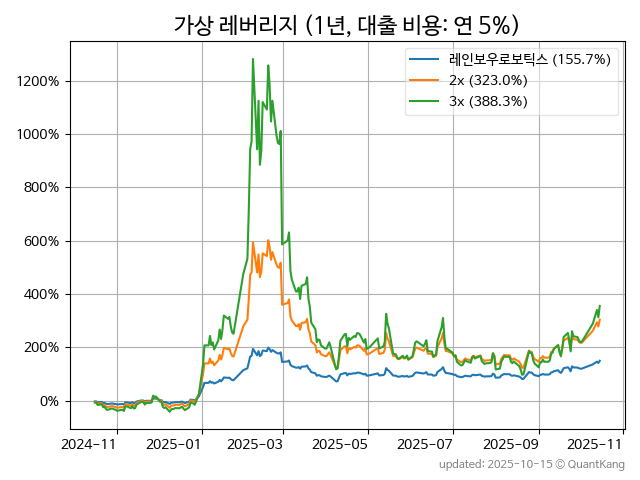 가상 레버리지 (1년, 대출 비용: 연 5%)
레인보우로보틱스 (155.7%)
2x (323.0%)
3x (388.3%)
1200%
1000%
800%
600%
400%
200%
0%
2024-11 2025-01 2025-03 2025-05 2025-07 2025-09 2025-11
updated: 2025-10-15 © QuantKang